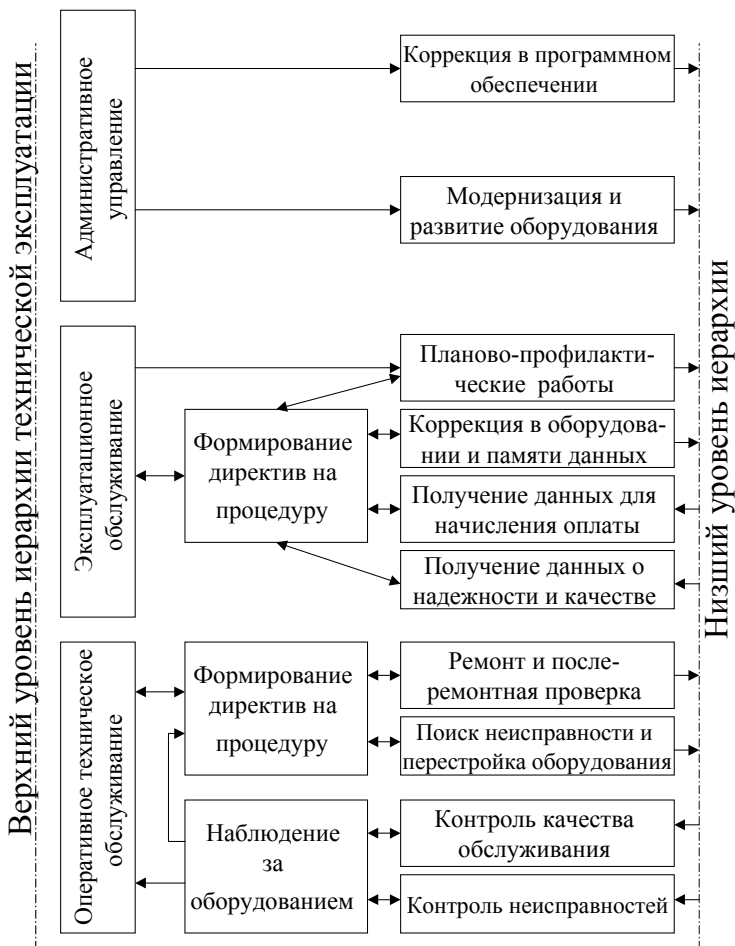 Верхний уровень иерархии технической эксплуатации
Административное
управление
Коррекция в программном
обеспечении
Модернизация и
развитие оборудования
Эксплуатационное
обслуживание
Формирование
директив на
процедуру
Планово-профилакти-
ические работы
Коррекция в оборудова-
нии и памяти данных
Получение данных для
начисления оплаты
Получение данных о
надежности и качестве
Оперативное техническое
обслуживание
Формирование
директив на
процедуру
Ремонт и после-
ремонтная проверка
Поиск неисправности и
перестройка оборудования
Наблюдение
за
оборудованием
Контроль качества
обслуживания
Контроль неисправностей
Низший уровень иерархии